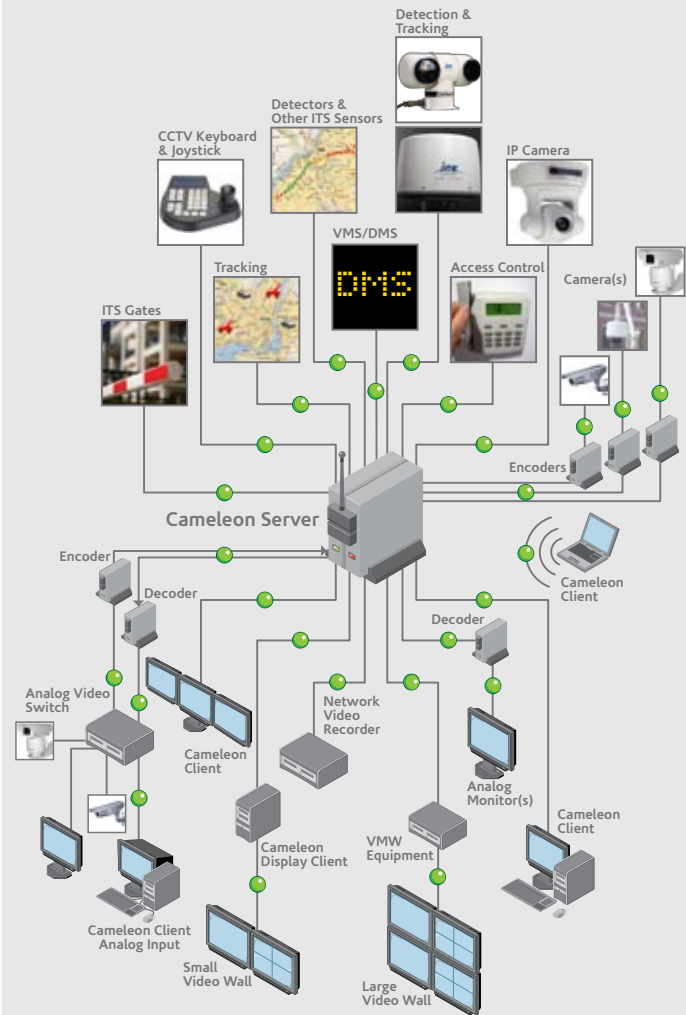 Detection &
Tracking
Detectors &
Other ITS Sensors
CCTV Keyboard
& Joystick
IP Camera
VMS/DMS
DMS
Tracking
Access Control
Camera(s)
ITS Gates
Encoders
Cameleon Server
Encoder
Decoder
Cameleon
Client
Decoder
Analog Video
Switch
Network
Video
Recorder
Cameleon
Client
Analog
Monitor(s)
Cameleon
Client
Cameleon
Display Client
VMW
Equipment
Cameleon Client
Analog Input
Small
Video Wall
Large
Video Wall